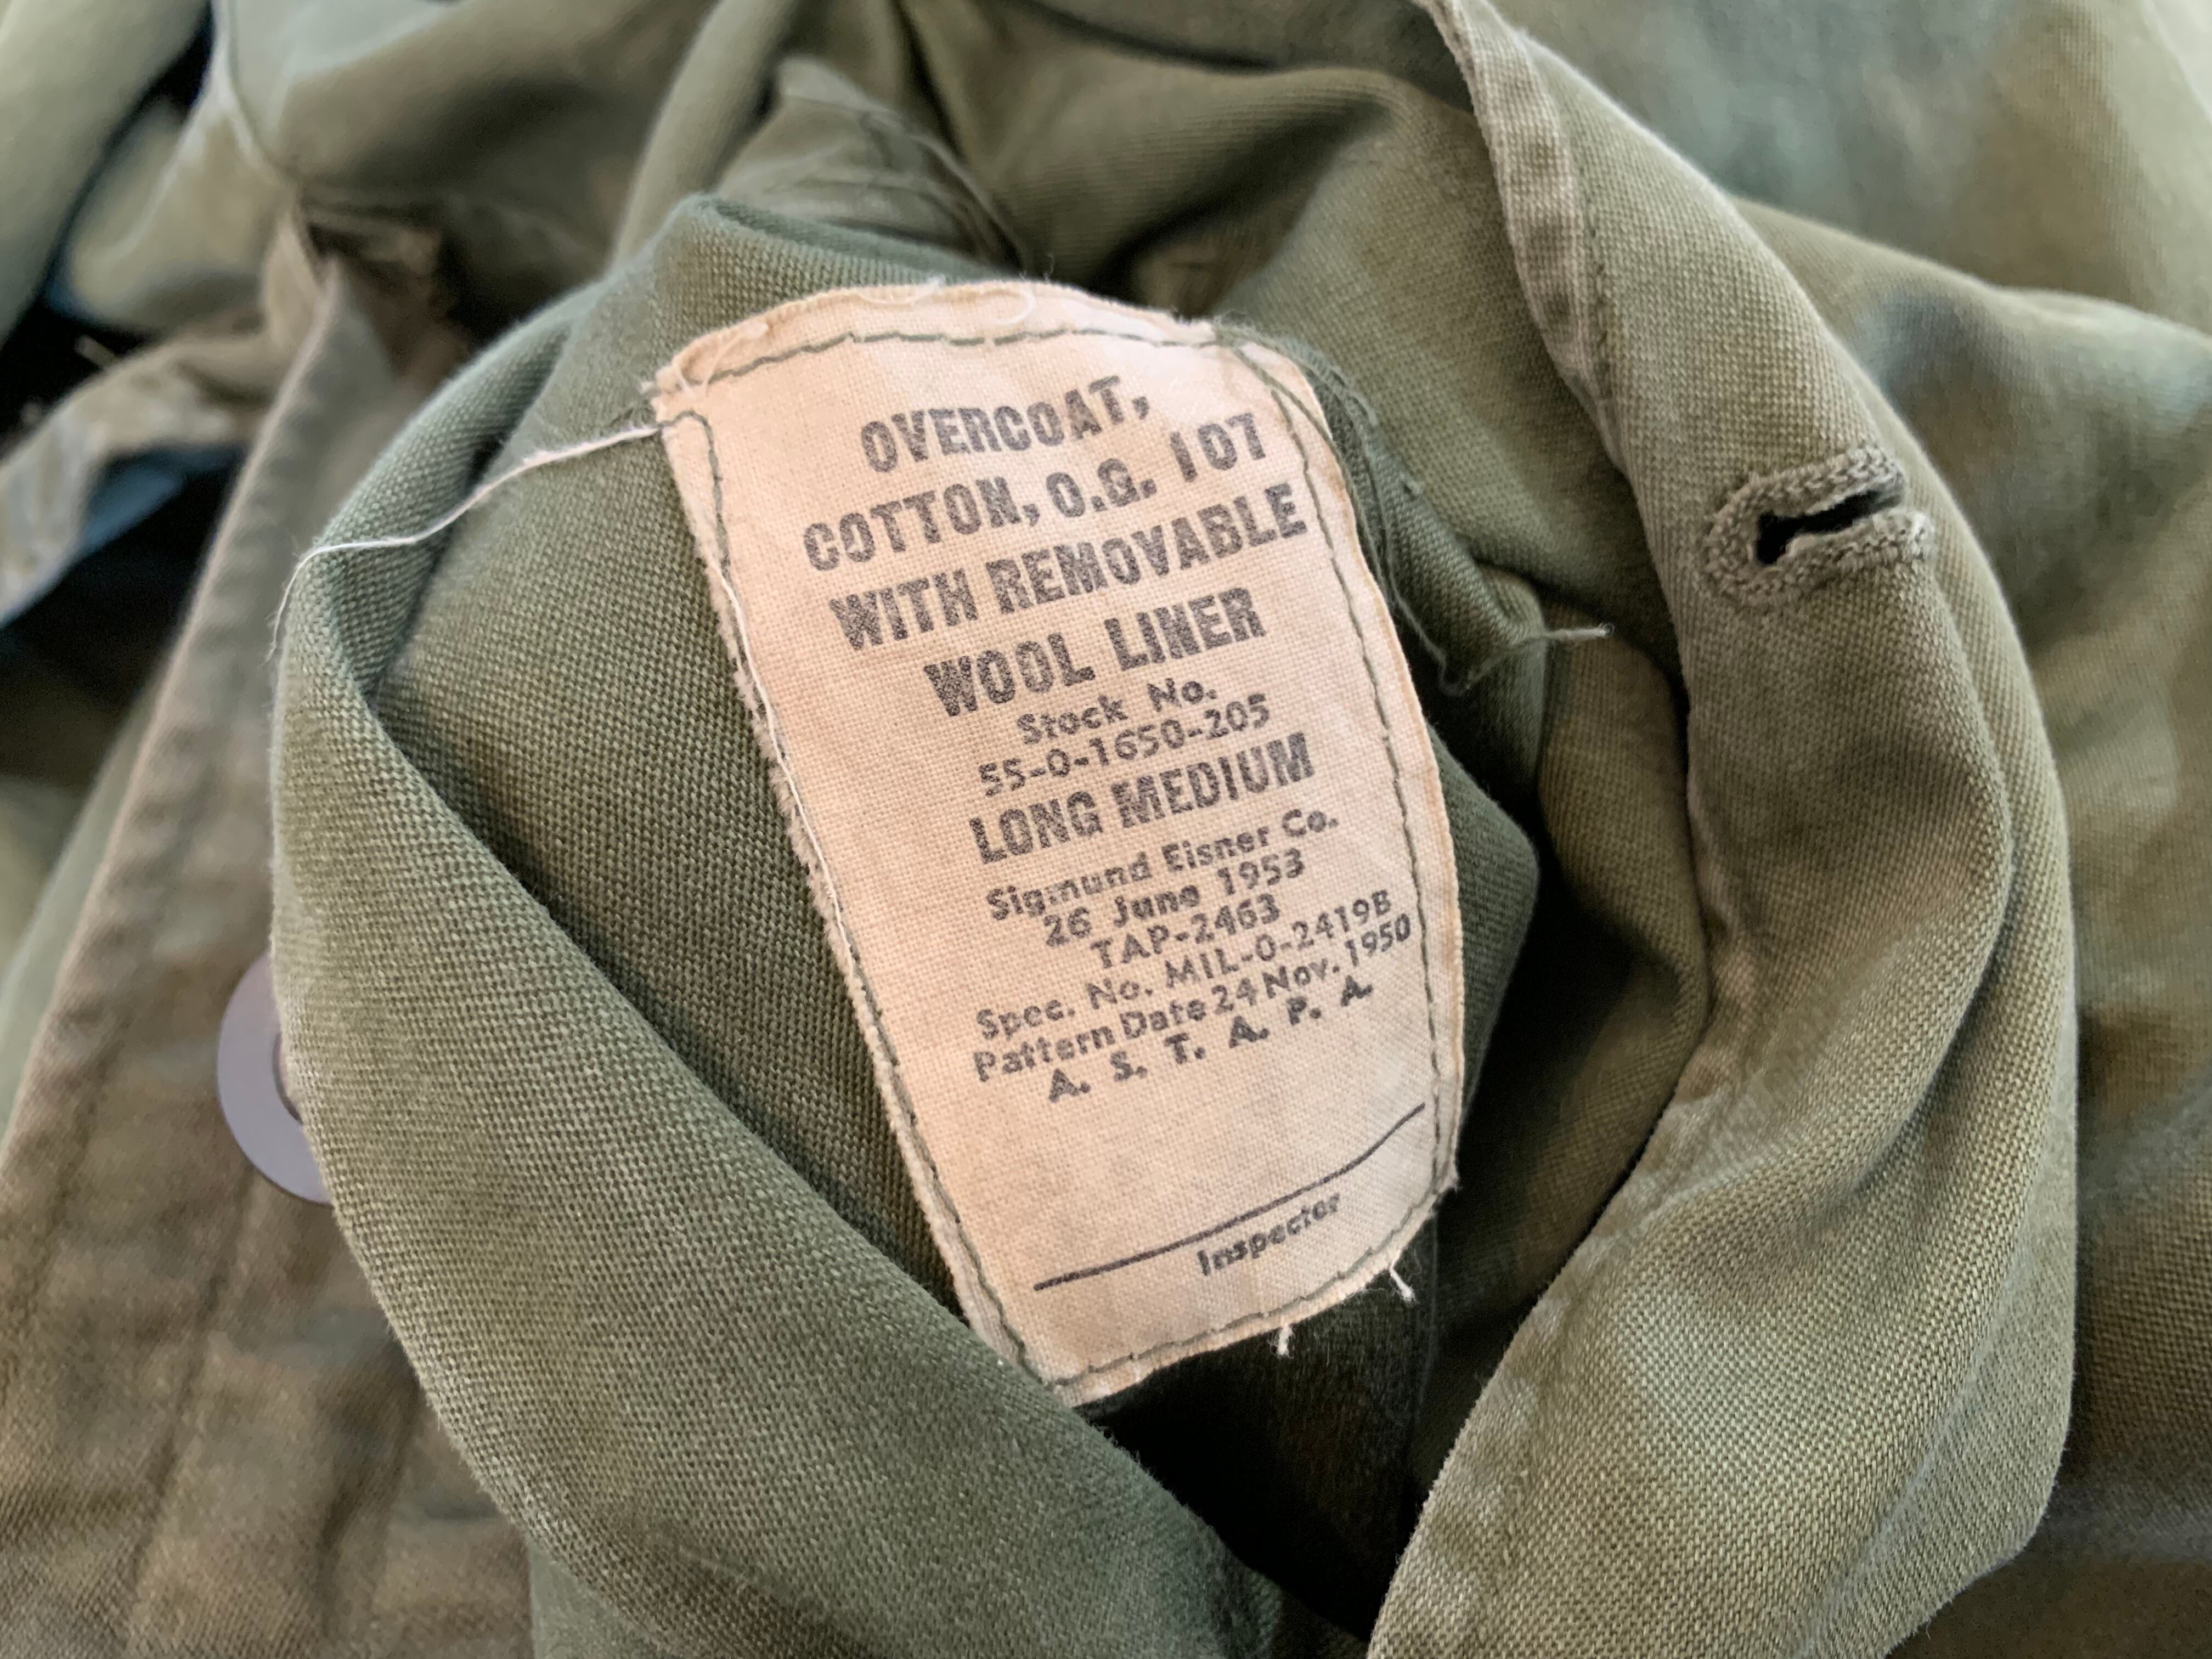 OVERCOAT,
COTTON, O.G. 107
WITH REMOVABLE
WOOL LINER
Stock No.
55-O-1650-205
LONG MEDIUM
Sigmund Eisner Co.
26 June 1953
TAP-2463
Spec. No. MIL-O-2419B
Pattern Date 24 Nov. 1950
A. S. T. A. P. A.
Inspector